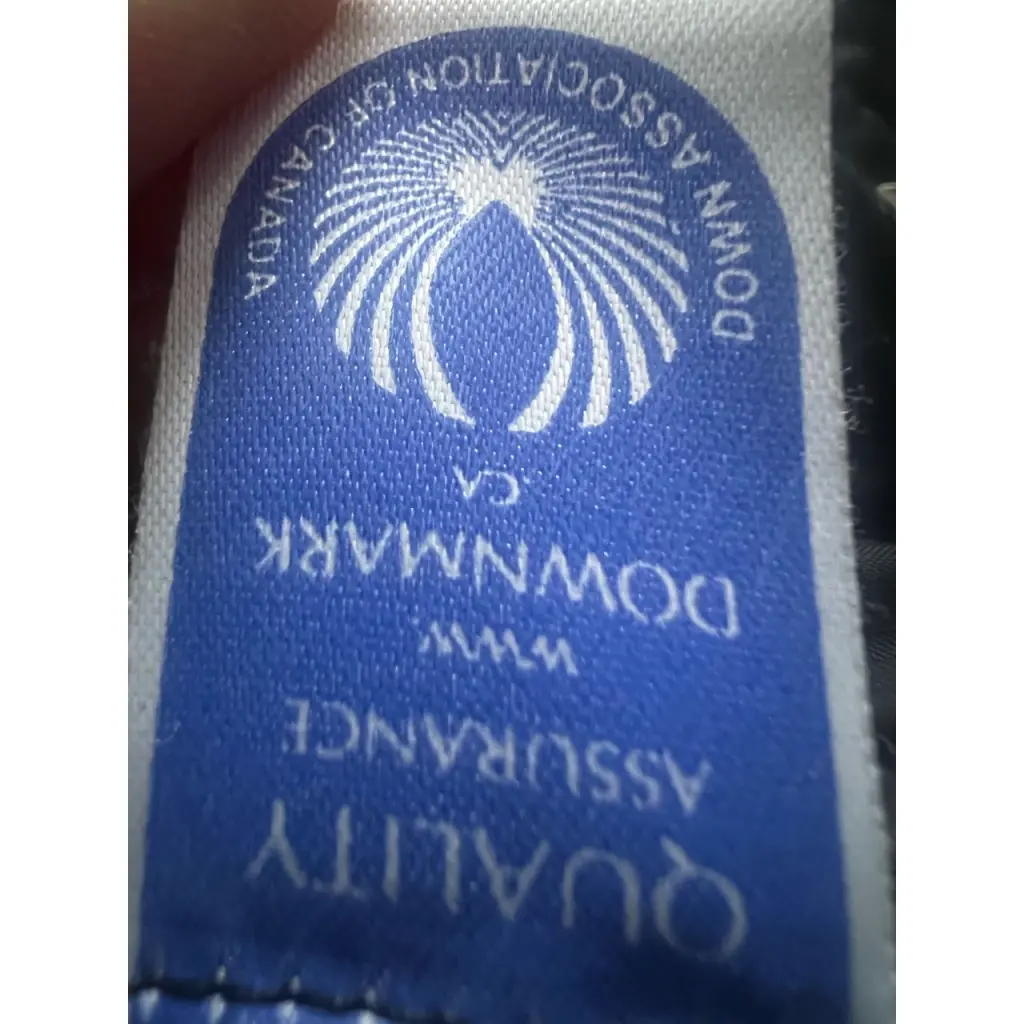 QUALITY
ASSURANCE
www.
DOWNMARK
.CA
DOWN ASSOCIATION OF CANADA